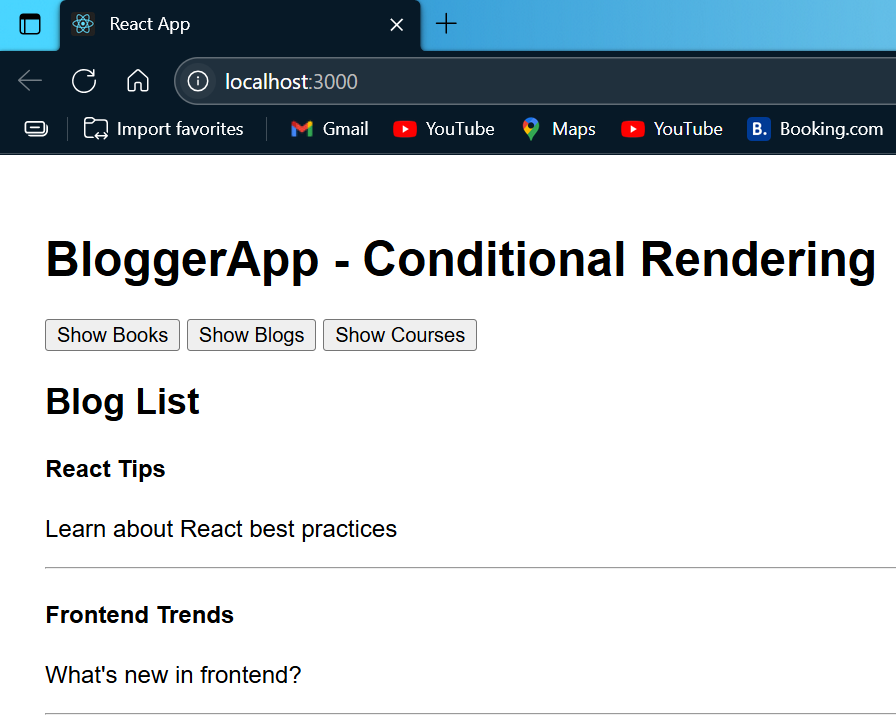 React App
localhost:3000
Import favorites Gmail YouTube Maps YouTube B. Booking.com
BloggerApp - Conditional Rendering
Show Books Show Blogs Show Courses
Blog List
React Tips
Learn about React best practices
Frontend Trends
What's new in frontend?